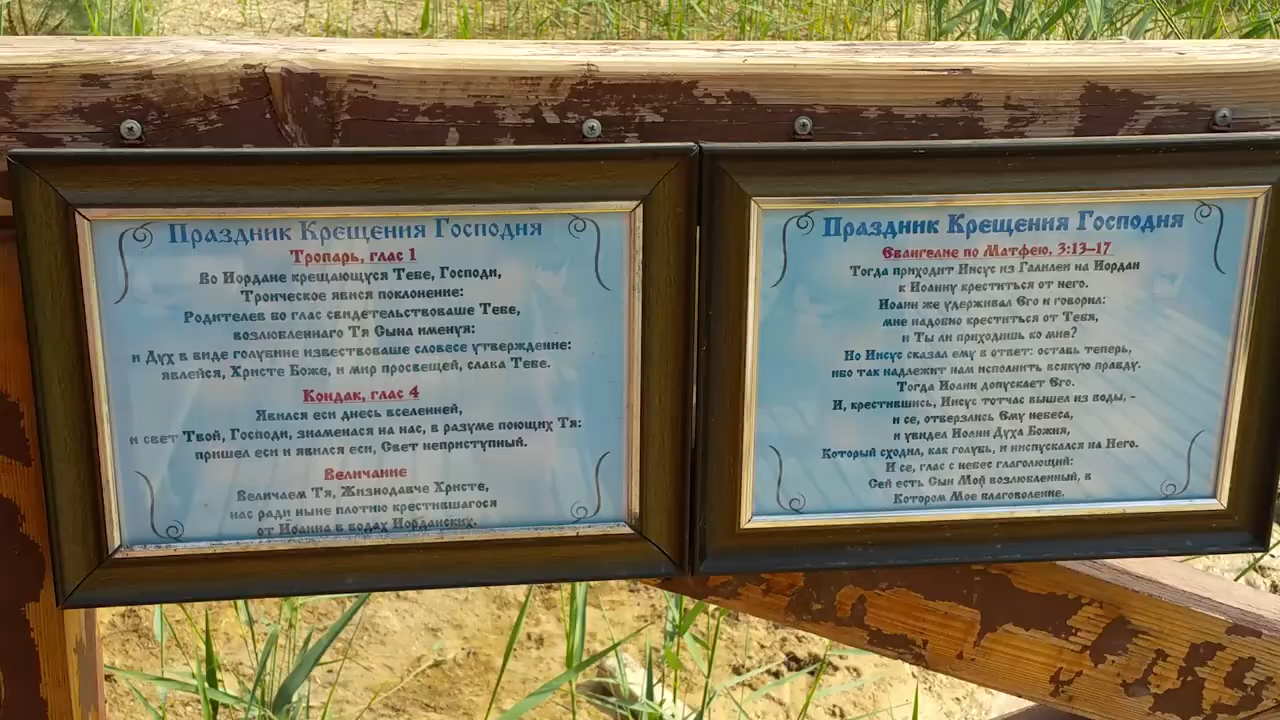 Праздник Крещения Господня
Тропарь, глас 1
Во Иордане крещающуся Тебе, Господи,
Троическое явися поклонение:
Родителев бо глас свидетельствоваше Тебе,
возлюбленнаго Тя Сына именуя:
и Дух в виде голубине извествоваше словесе утверждение:
явлейся, Христе Боже, и мир просвещей, слава Тебе.
Кондак, глас 4
Явился еси днесь вселенней,
и свет Твой, Господи, знаменася на нас, в разуме поющих Тя:
пришел еси и явился еси, Свет неприступный.
Величание
Величаем Тя, Жизнодавче Христе,
нас ради ныне плотию крестившагося
от Иоанна в водах Иорданских.
Праздник Крещения Господня
Евангелие по Матфею, 3:13–17
Тогда приходит Иисус из Галилеи на Иордан
к Иоанну креститься от него.
Иоанн же удерживал Его и говорил:
мне надобно креститься от Тебя,
и Ты ли приходишь ко мне?
Но Иисус сказал ему в ответ: оставь теперь,
ибо так надлежит нам исполнить всякую правду.
Тогда Иоанн допускает Его.
И, крестившись, Иисус тотчас вышел из воды, -
и се, отверзлись Ему небеса,
и увидел Иоанн Духа Божия,
Который сходил, как голубь, и ниспускался на Него.
И се, глас с небес глаголющий:
Сей есть Сын Мой возлюбленный, в
Котором Мое благоволение.